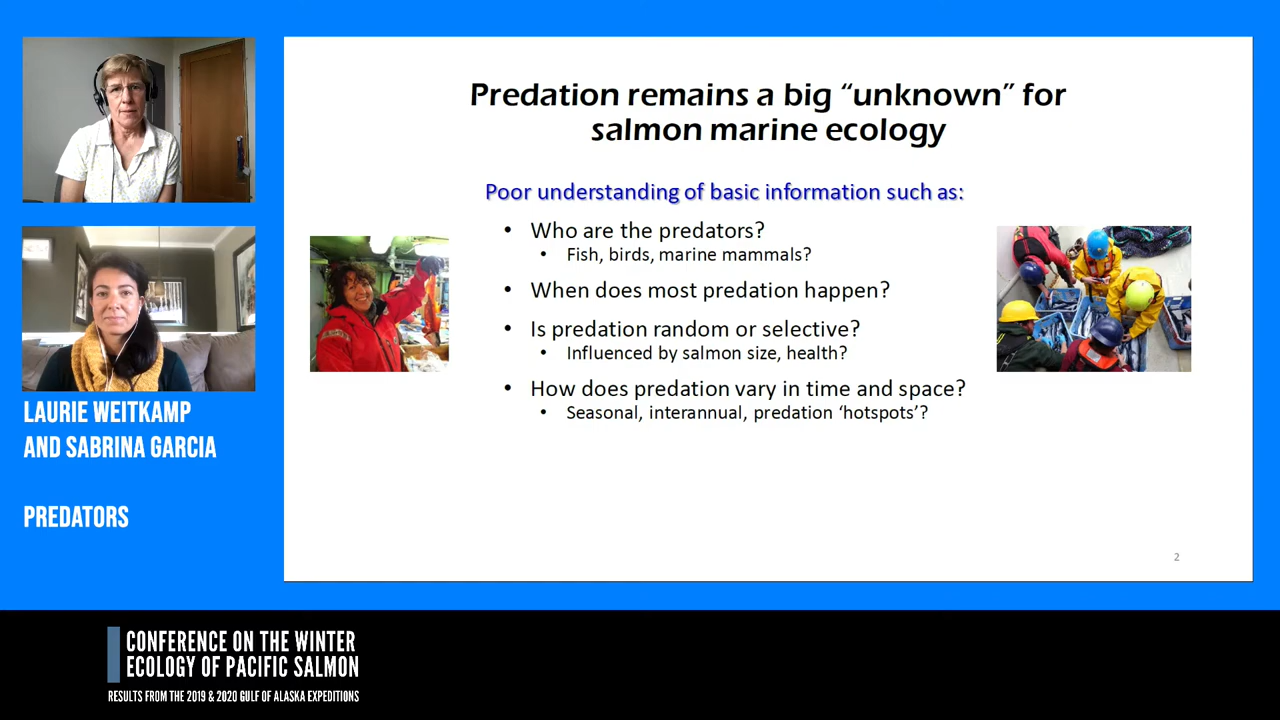 LAURIE WEITKAMP
AND SABRINA GARCIA
PREDATORS
Predation remains a big “unknown” for
salmon marine ecology
Poor understanding of basic information such as:
• Who are the predators?
• Fish, birds, marine mammals?
• When does most predation happen?
• Is predation random or selective?
• Influenced by salmon size, health?
• How does predation vary in time and space?
• Seasonal, interannual, predation ‘hotspots’?
2
CONFERENCE ON THE WINTER
ECOLOGY OF PACIFIC SALMON
RESULTS FROM THE 2019 & 2020 GULF OF ALASKA EXPEDITIONS